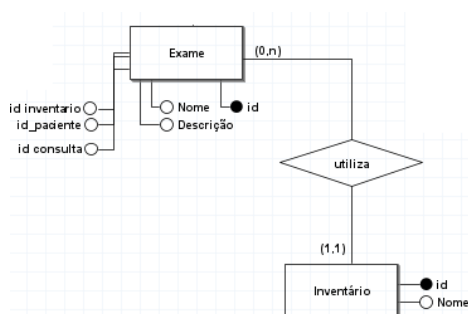 Exame
(0,n)
id inventario
id_paciente
id consulta
Nome
id
Descrição
utiliza
(1,1)
Inventário
id
Nome